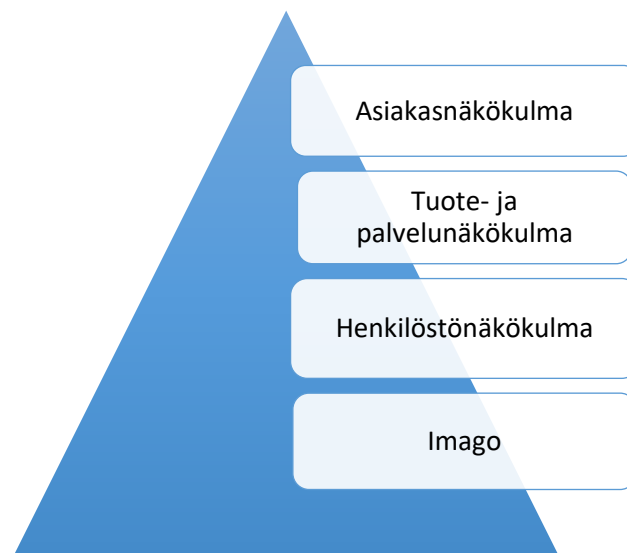 Asiakasnäkökulma
Tuote- ja
palvelunäkökulma
Henkilöstönäkökulma
Imago